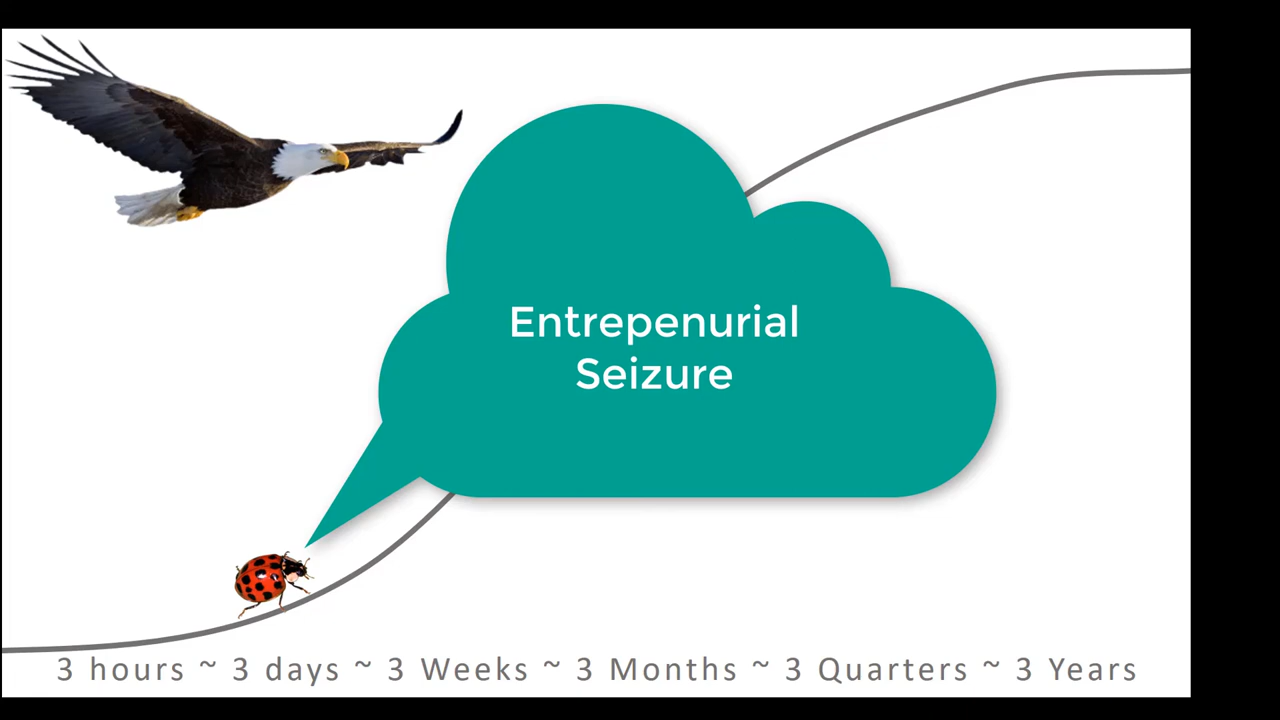 Entrepenurial
Seizure
3 hours ~ 3 days ~ 3 Weeks ~ 3 Months ~ 3 Quarters ~ 3 Years